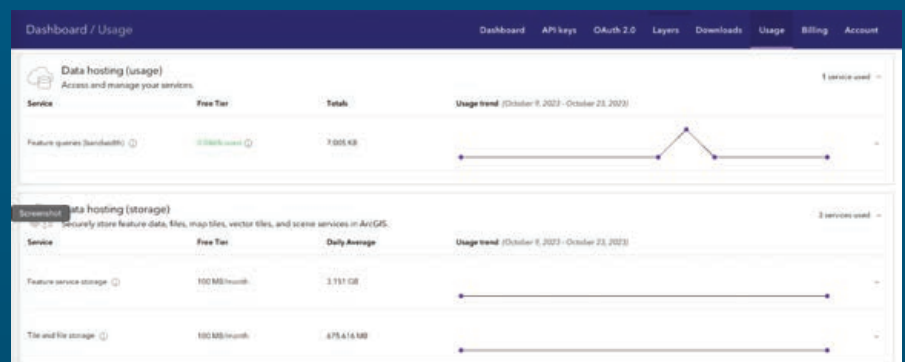 Dashboard / Usage
Dashboard API keys OAuth 2.0 Layers Downloads Usage Billing Account
Data hosting (usage)
Access and manage your services.
1 service used
Service Free Tier Totals Usage trend (October 9, 2023 - October 23, 2023)
Feature queries (bandwidth) 7.005 KB
Screenshot
ata hosting (storage)
Securely store feature data, files, map tiles, vector tiles, and scene services in ArcGIS.
2 services used
Service Free Tier Daily Average Usage trend (October 9, 2023 - October 23, 2023)
Feature service storage 100 MB/month 3.151 GB
Tile and file storage 100 MB/month 675.616 MB